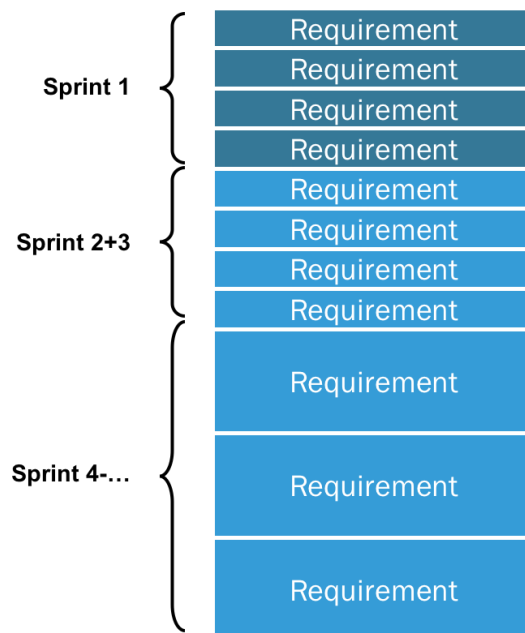 Sprint 1
Requirement
Requirement
Requirement
Requirement
Sprint 2+3
Requirement
Requirement
Requirement
Requirement
Sprint 4-...
Requirement
Requirement
Requirement